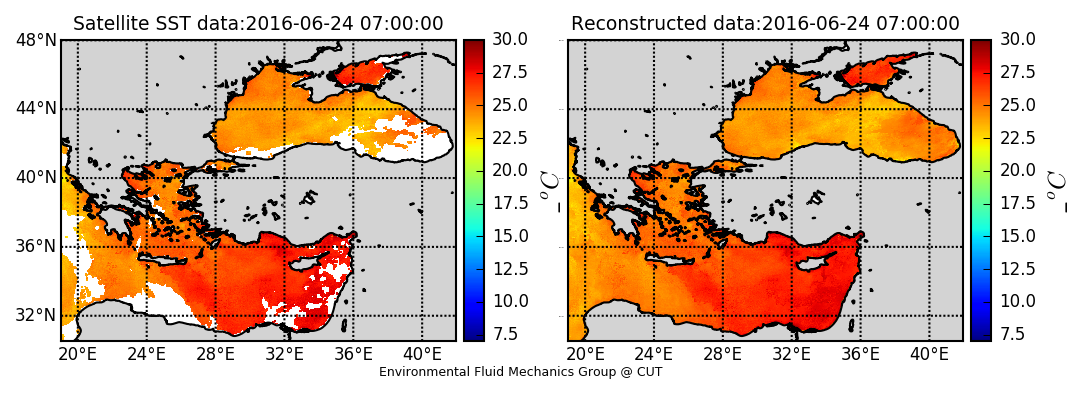 Satellite SST data:2016-06-24 07:00:00
Reconstructed data:2016-06-24 07:00:00
48°N
44°N
40°N
36°N
32°N
20°E 24°E 28°E 32°E 36°E 40°E
30.0
27.5
25.0
22.5
20.0
17.5
15.0
12.5
10.0
7.5
_ °C
20°E 24°E 28°E 32°E 36°E 40°E
30.0
27.5
25.0
22.5
20.0
17.5
15.0
12.5
10.0
7.5
_ °C
Environmental Fluid Mechanics Group @ CUT